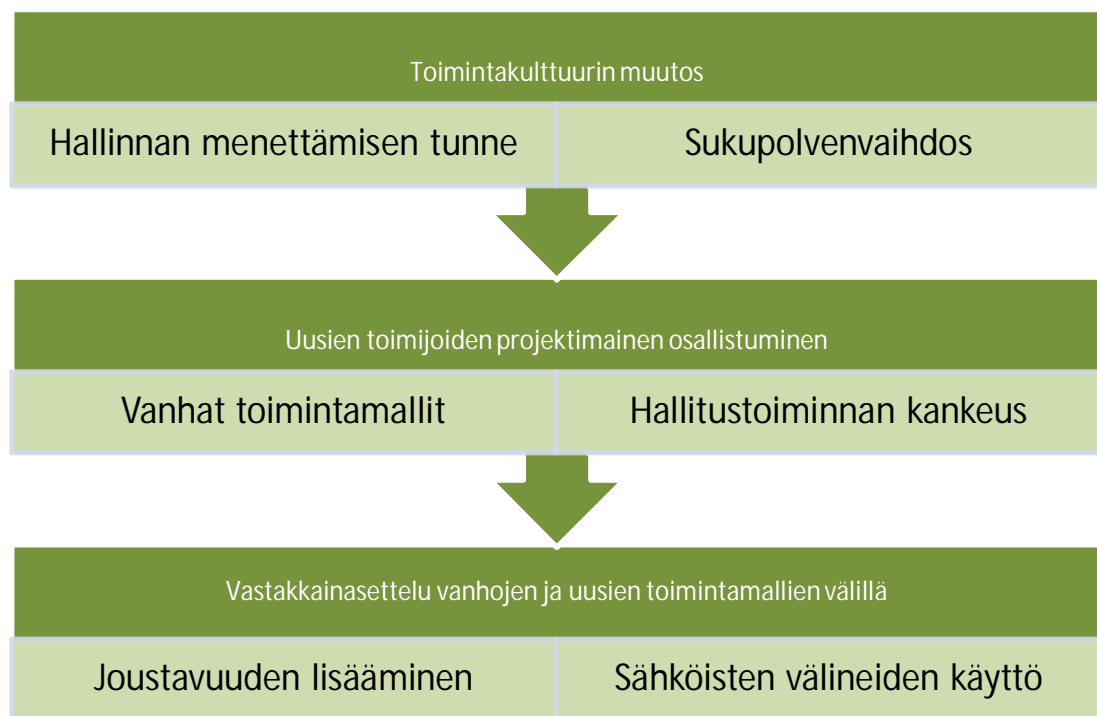 Toimintakulttuurin muutos
Hallinnan menettämisen tunne
Sukupolvenvaihdos
Uusien toimijoiden projektimainen osallistuminen
Vanhat toimintamallit
Hallitustoiminnan kankeus
Vastakkainasettelu vanhojen ja uusien toimintamallien välillä
Joustavuuden lisääminen
Sähköisten välineiden käyttö